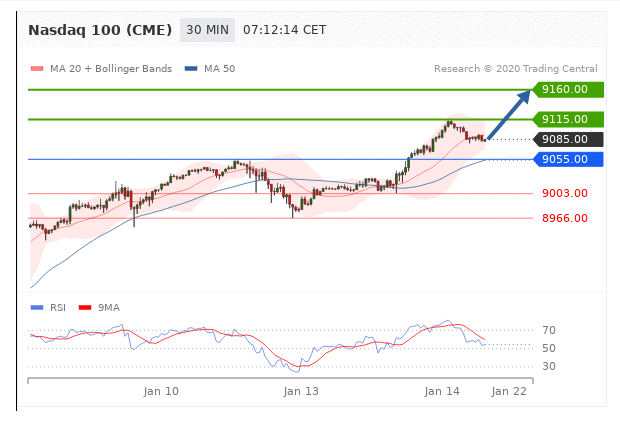 Nasdaq 100 (CME) 30 MIN 07:12:14 CET
MA 20 + Bollinger Bands MA 50 Research © 2020 Trading Central
9160.00
9115.00
9085.00
9055.00
9003.00
8966.00
RSI 9MA
70
50
30
Jan 10 Jan 13 Jan 14 Jan 22